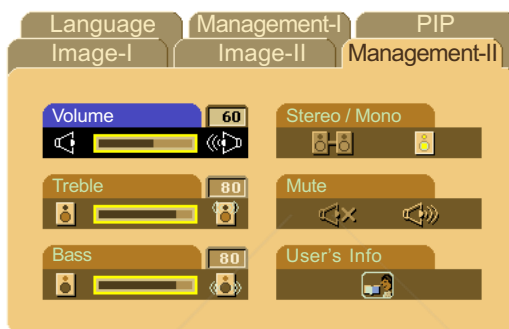 Language Management-I PIP
Image-I Image-II Management-II
Volume 60 Stereo / Mono
Treble 80 Mute
Bass 80 User's Info